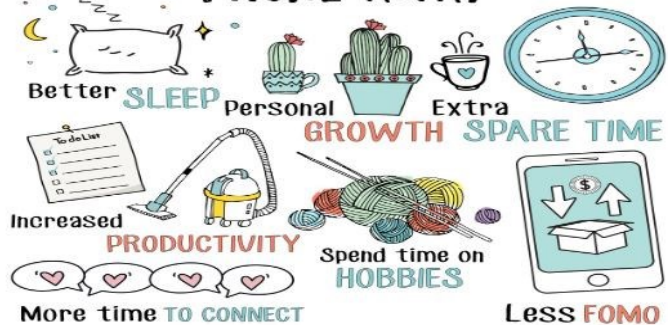 Better SLEEP
Personal GROWTH
Extra SPARE TIME
To do List
Increased PRODUCTIVITY
Spend time on
HOBBIES
$
More time TO CONNECT
Less FOMO